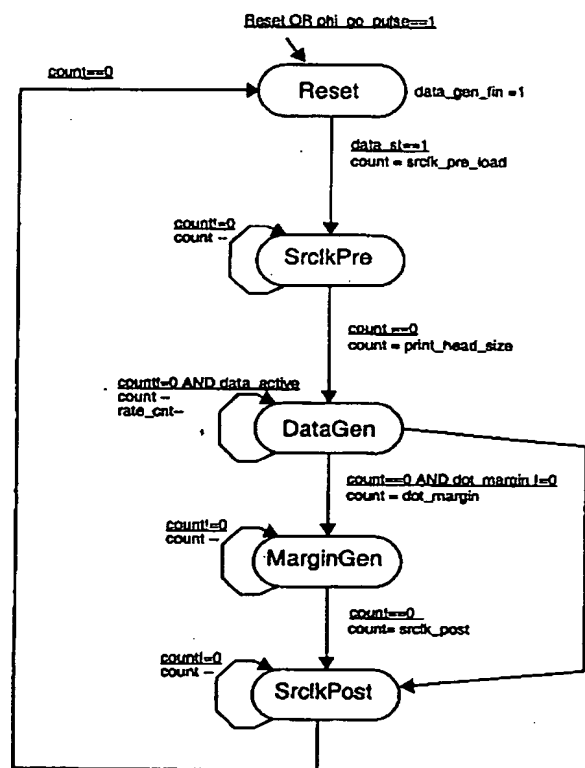 Reset OR phi_go_pulse==1
count==0
Reset
data_gen_fin =1
data_st==1
count = srclk_pre_load
count!=0
count --
SrclkPre
count ==0
count = print_head_size
count!=0 AND data_active
count --
rate_cnt--
DataGen
count==0 AND dot_margin !=0
count = dot_margin
count!=0
count --
MarginGen
count==0
count= srclk_post
count!=0
count --
SrclkPost